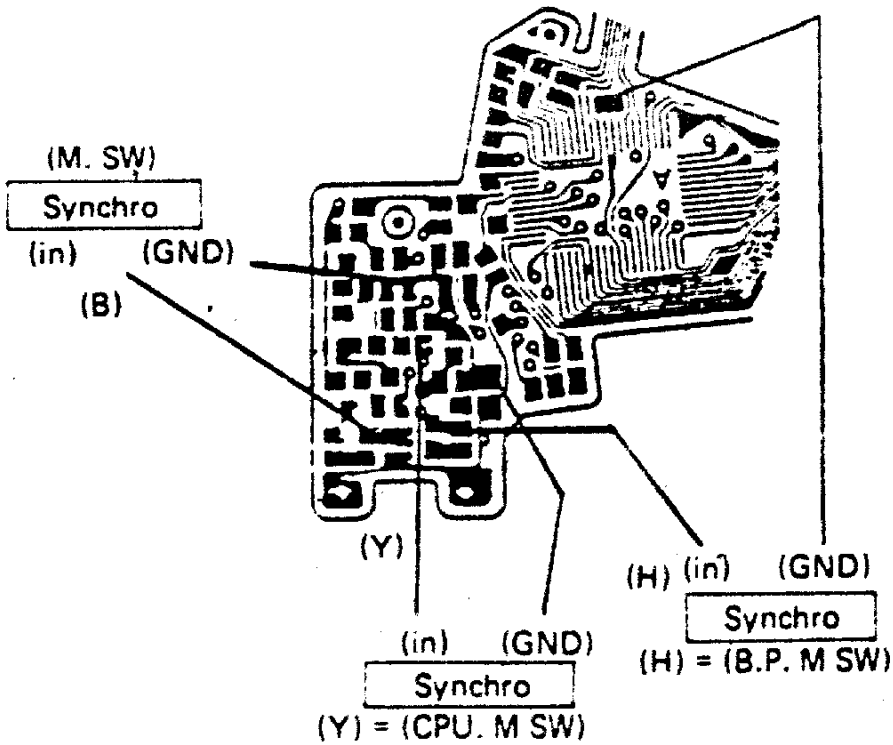 (M. SW)
Synchro
(in) (GND)
(B)
A
(Y)
(in) (GND)
Synchro
(Y) = (CPU. M SW)
(H) (in) (GND)
Synchro
(H) = (B.P. M SW)